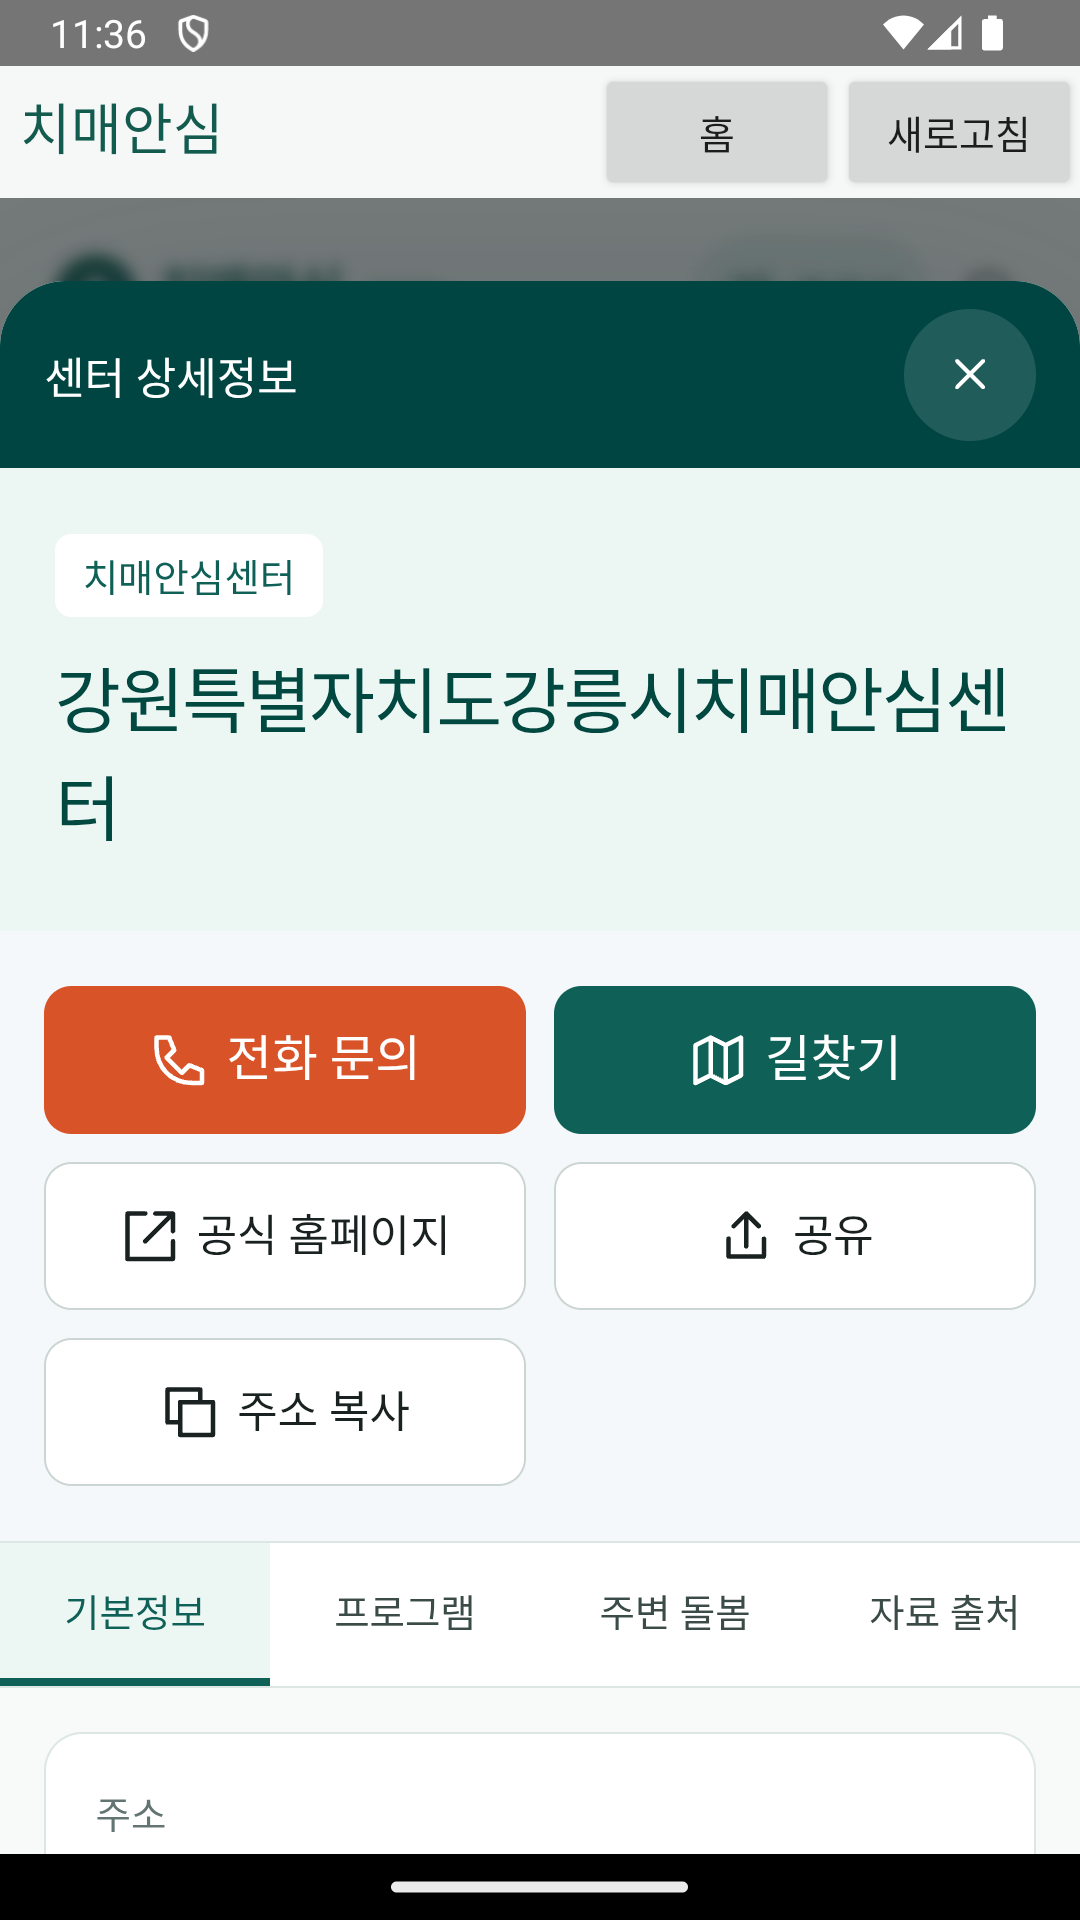 11:36
치매안심
홈
새로고침
센터 상세정보
치매안심센터
강원특별자치도강릉시치매안심센
터
전화 문의
길찾기
공식 홈페이지
공유
주소 복사
기본정보
프로그램
주변 돌봄
자료 출처
주소